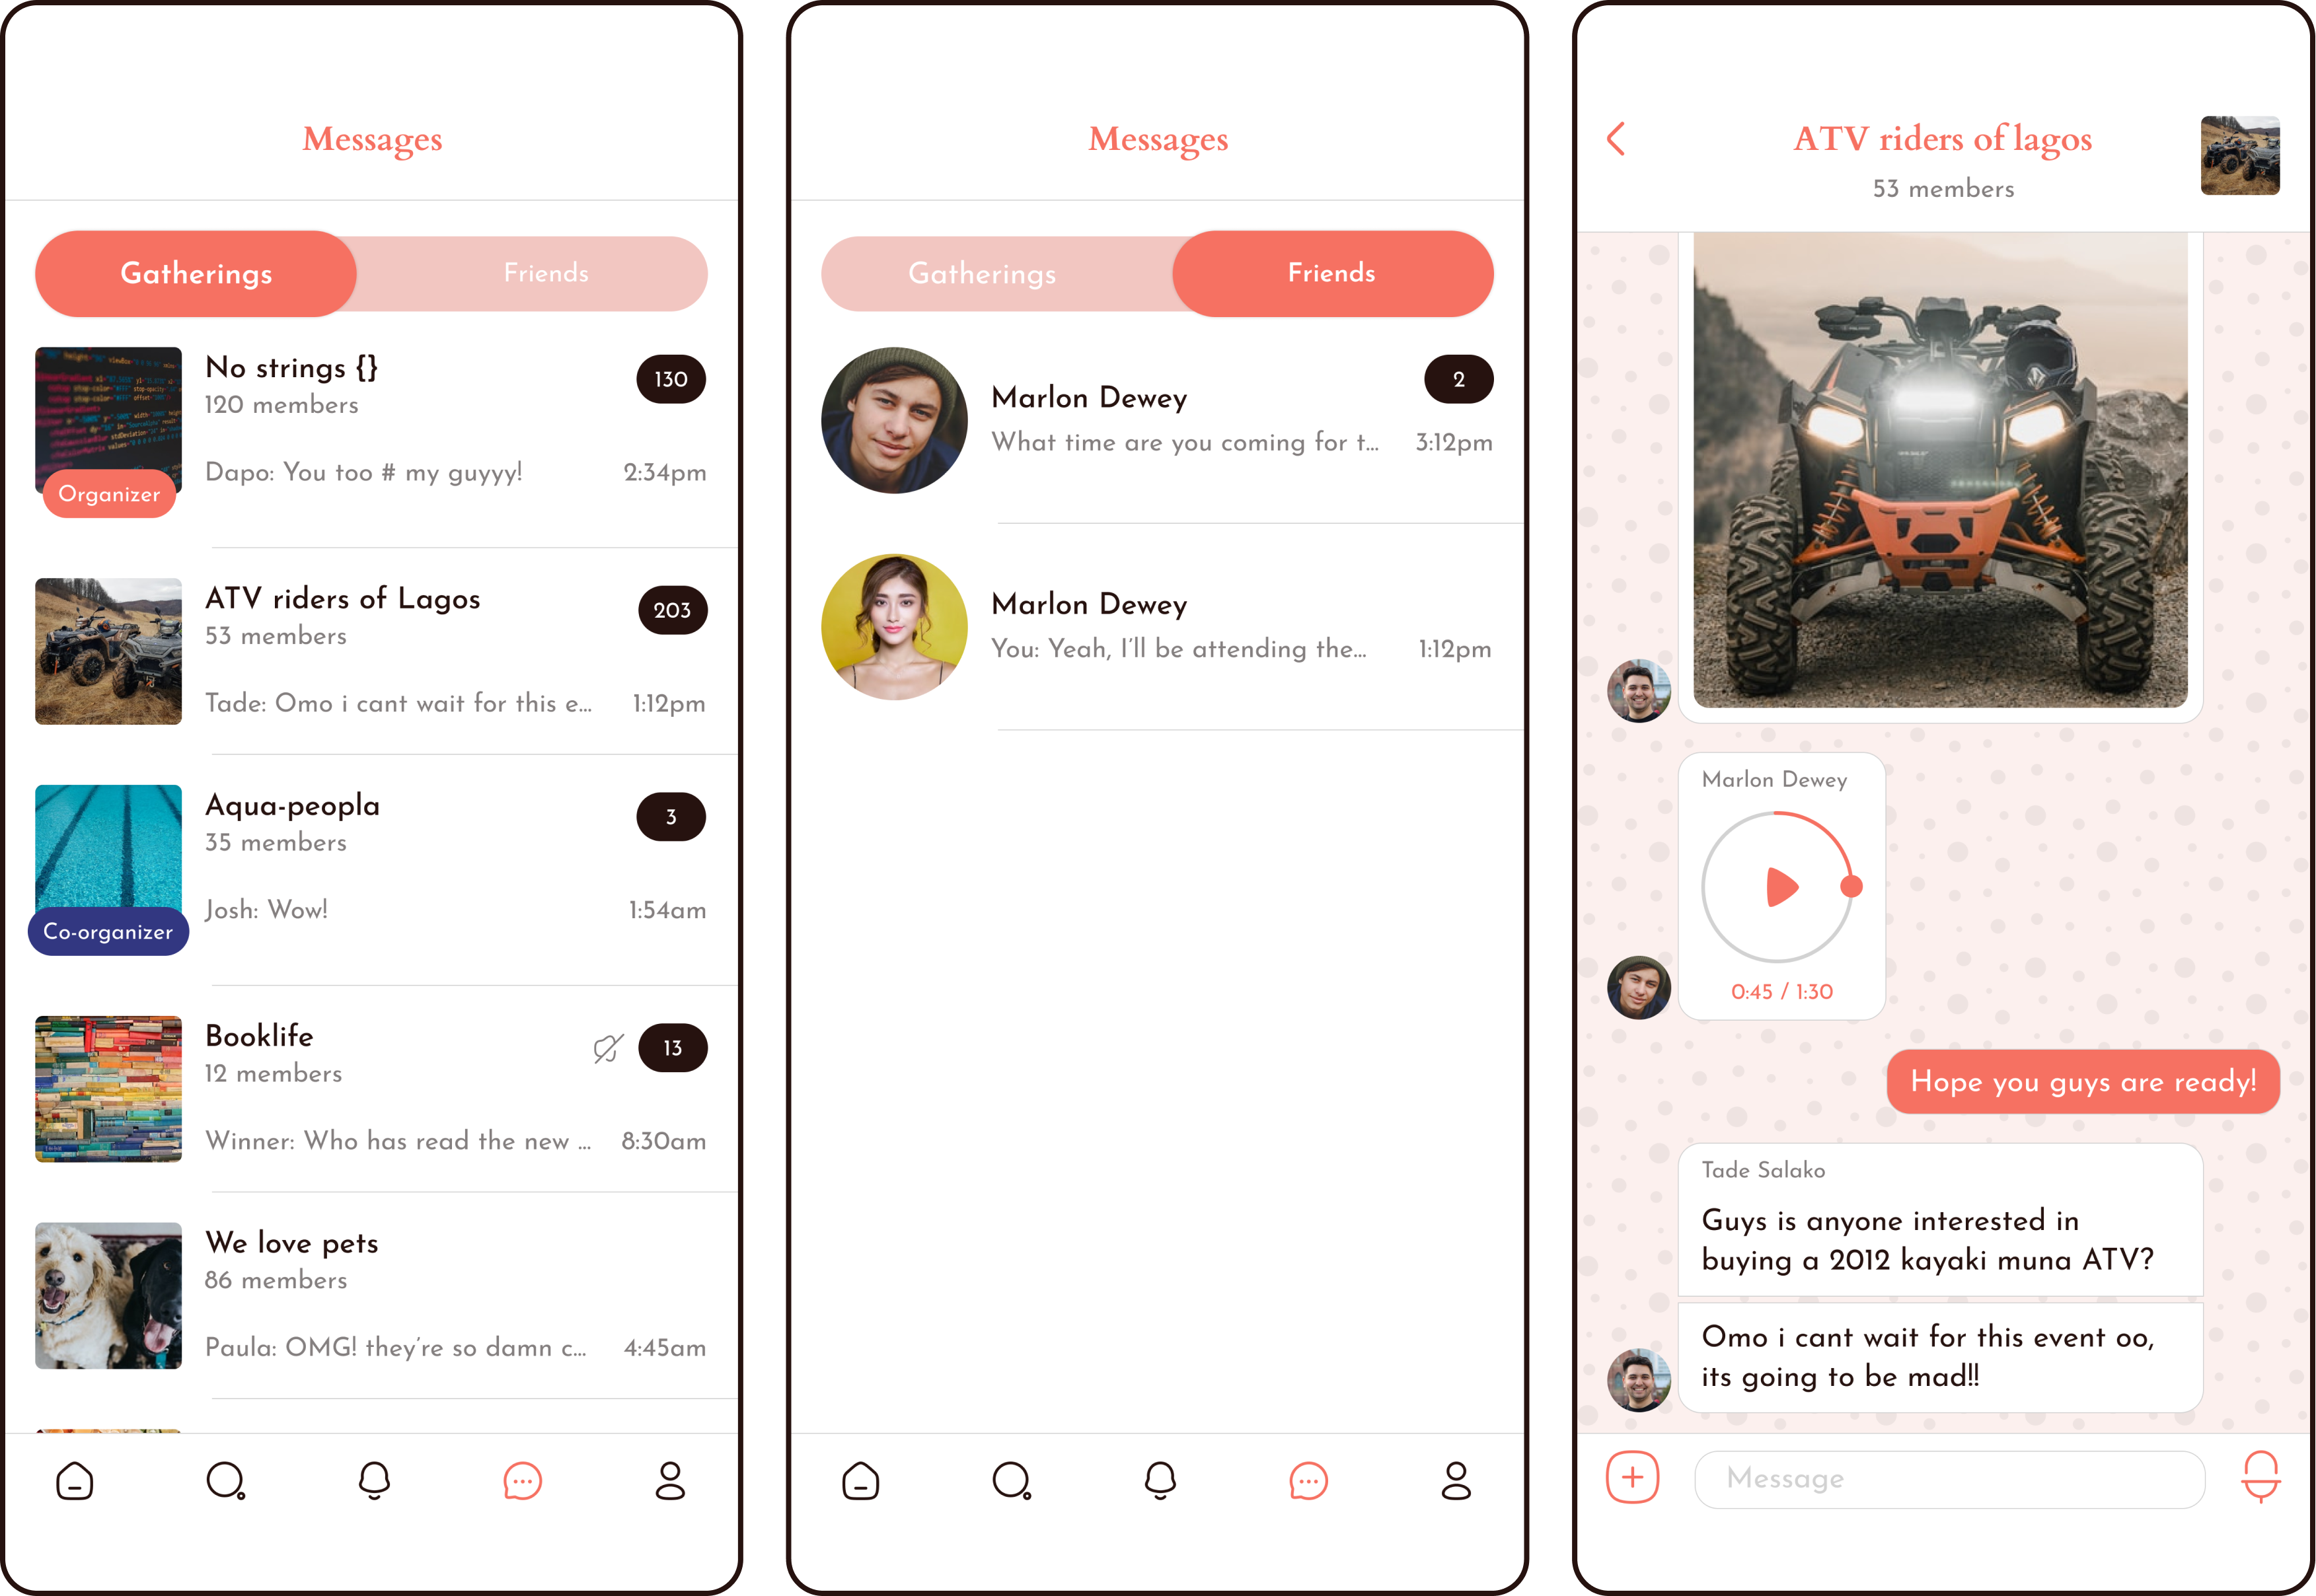 Messages
Gatherings
Friends
No strings {}
130
120 members
Dapo: You too # my guyyy!
2:34pm
Organizer
ATV riders of Lagos
203
53 members
Tade: Omo i cant wait for this e...
1:12pm
Aqua-peopla
3
35 members
Josh: Wow!
1:54am
Co-organizer
Booklife
13
12 members
Winner: Who has read the new ...
8:30am
We love pets
86 members
Paula: OMG! they're so damn c...
4:45am
Messages
Gatherings
Friends
Marlon Dewey
2
What time are you coming for t...
3:12pm
Marlon Dewey
You: Yeah, I'll be attending the...
1:12pm
ATV riders of lagos
53 members
Marlon Dewey
0:45 / 1:30
Hope you guys are ready!
Tade Salako
Guys is anyone interested in
buying a 2012 kayaki muna ATV?
Omo i cant wait for this event oo,
its going to be mad!!
Message